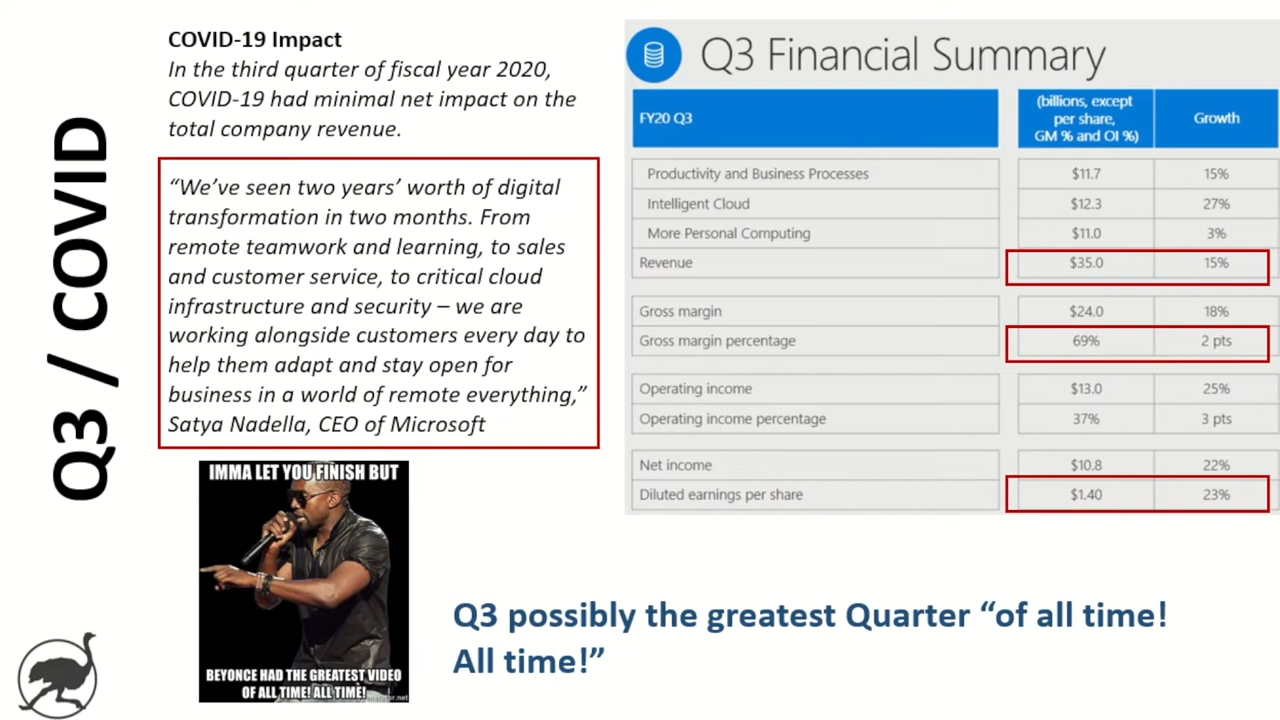 Q3 / COVID
COVID-19 Impact
In the third quarter of fiscal year 2020,
COVID-19 had minimal net impact on the
total company revenue.
“We’ve seen two years’ worth of digital
transformation in two months. From
remote teamwork and learning, to sales
and customer service, to critical cloud
infrastructure and security – we are
working alongside customers every day to
help them adapt and stay open for
business in a world of remote everything,”
Satya Nadella, CEO of Microsoft
IMMA LET YOU FINISH BUT
BEYONCE HAD THE GREATEST VIDEO
OF ALL TIME! ALL TIME!
Q3 Financial Summary
FY20 Q3 (billions, except per share, GM % and OI %) Growth
Productivity and Business Processes $11.7 15%
Intelligent Cloud $12.3 27%
More Personal Computing $11.0 3%
Revenue $35.0 15%
Gross margin $24.0 18%
Gross margin percentage 69% 2 pts
Operating income $13.0 25%
Operating income percentage 37% 3 pts
Net income $10.8 22%
Diluted earnings per share $1.40 23%
Q3 possibly the greatest Quarter “of all time!
All time!”